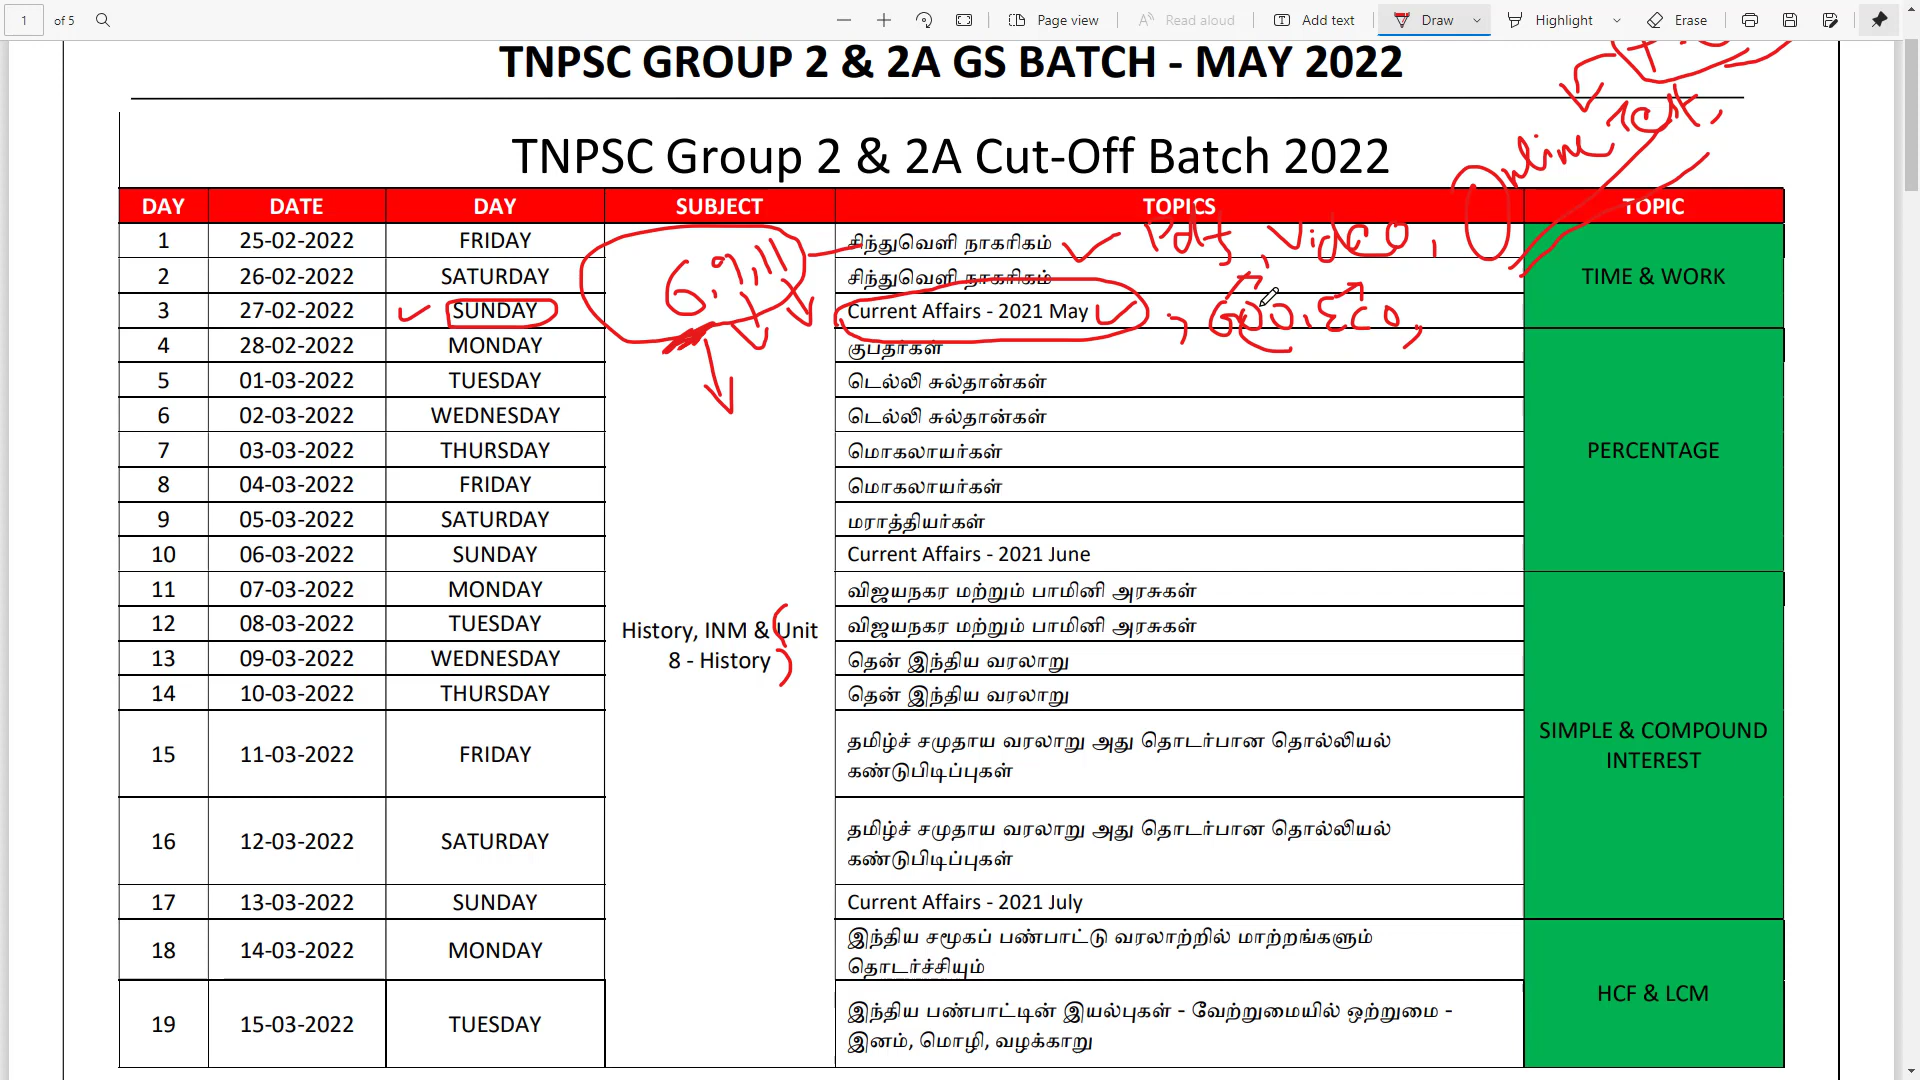 1 of 5 Page view Read aloud Add text Draw Highlight Erase
TNPSC GROUP 2 & 2A GS BATCH - MAY 2022
TNPSC Group 2 & 2A Cut-Off Batch 2022
Online Test,
DAY DATE DAY SUBJECT TOPICS TOPIC
1 25-02-2022 FRIDAY சிந்துவெளி நாகரிகம் Pdf, Video,
2 26-02-2022 SATURDAY சிந்துவெளி நாகரிகம் TIME & WORK
3 27-02-2022 SUNDAY Current Affairs - 2021 May
4 28-02-2022 MONDAY குபதர்கள்
5 01-03-2022 TUESDAY டெல்லி சுல்தான்கள்
6 02-03-2022 WEDNESDAY டெல்லி சுல்தான்கள்
7 03-03-2022 THURSDAY மொகலாயர்கள் PERCENTAGE
8 04-03-2022 FRIDAY மொகலாயர்கள்
9 05-03-2022 SATURDAY மராத்தியர்கள்
10 06-03-2022 SUNDAY Current Affairs - 2021 June
11 07-03-2022 MONDAY விஜயநகர மற்றும் பாமினி அரசுகள்
12 08-03-2022 TUESDAY History, INM & Unit விஜயநகர மற்றும் பாமினி அரசுகள்
13 09-03-2022 WEDNESDAY 8 - History தென் இந்திய வரலாறு
14 10-03-2022 THURSDAY தென் இந்திய வரலாறு
15 11-03-2022 FRIDAY தமிழ்ச் சமுதாய வரலாறு அது தொடர்பான தொல்லியல் SIMPLE & COMPOUND
கண்டுபிடிப்புகள் INTEREST
16 12-03-2022 SATURDAY தமிழ்ச் சமுதாய வரலாறு அது தொடர்பான தொல்லியல்
கண்டுபிடிப்புகள்
17 13-03-2022 SUNDAY Current Affairs - 2021 July
18 14-03-2022 MONDAY இந்திய சமூகப் பண்பாட்டு வரலாற்றில் மாற்றங்களும்
தொடர்ச்சியும் HCF & LCM
19 15-03-2022 TUESDAY இந்திய பண்பாட்டின் இயல்புகள் - வேற்றுமையில் ஒற்றுமை -
இனம், மொழி, வழக்காறு